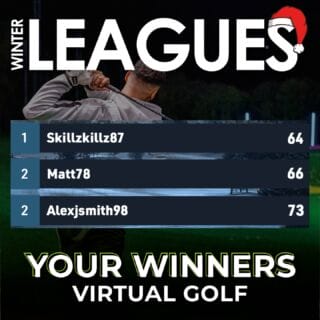 WINTER
LEAGUES
1 Skillzkillz87 64
2 Matt78 66
2 Alexjsmith98 73
YOUR WINNERS
VIRTUAL GOLF